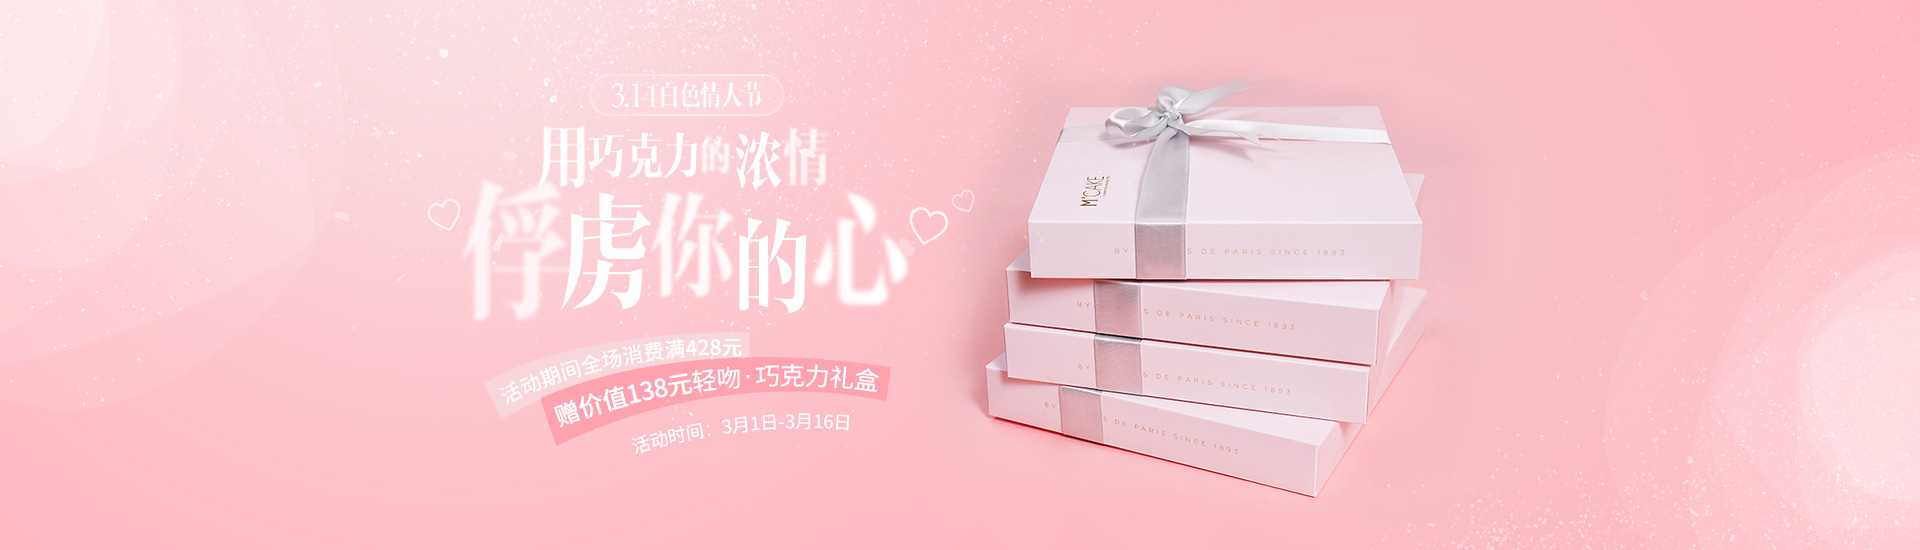 3.14白色情人节
用巧克力的浓情
俘虏你的心
活动期间全场消费满428元
赠价值138元轻吻·巧克力礼盒
活动时间：3月1日-3月16日
M'CAKE
BY S DE PARIS SINCE 1893
BY S DE PARIS SINCE 1893
BY S DE PARIS SINCE 1893
BY S DE PARIS SINCE 1893